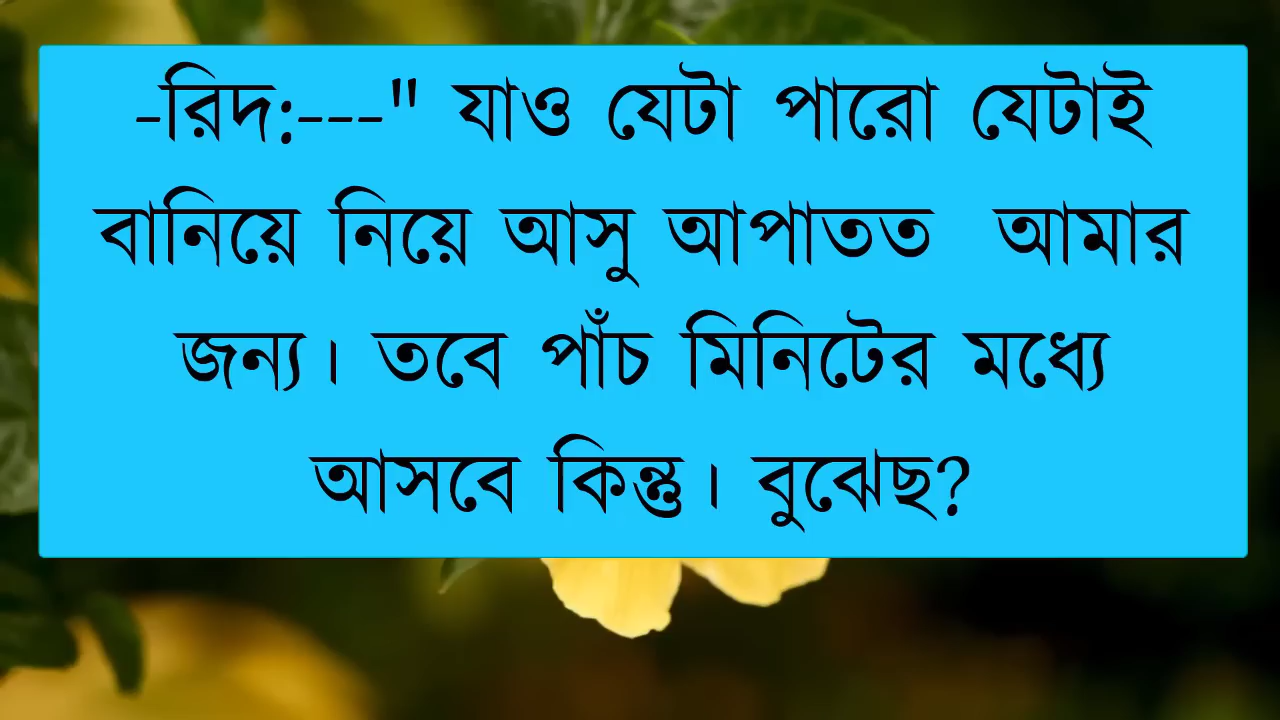 -রিদ:---" যাও যেটা পারো যেটাই
বানিয়ে নিয়ে আসু আপাতত আমার
জন্য। তবে পাঁচ মিনিটের মধ্যে
আসবে কিন্তু। বুঝেছ?